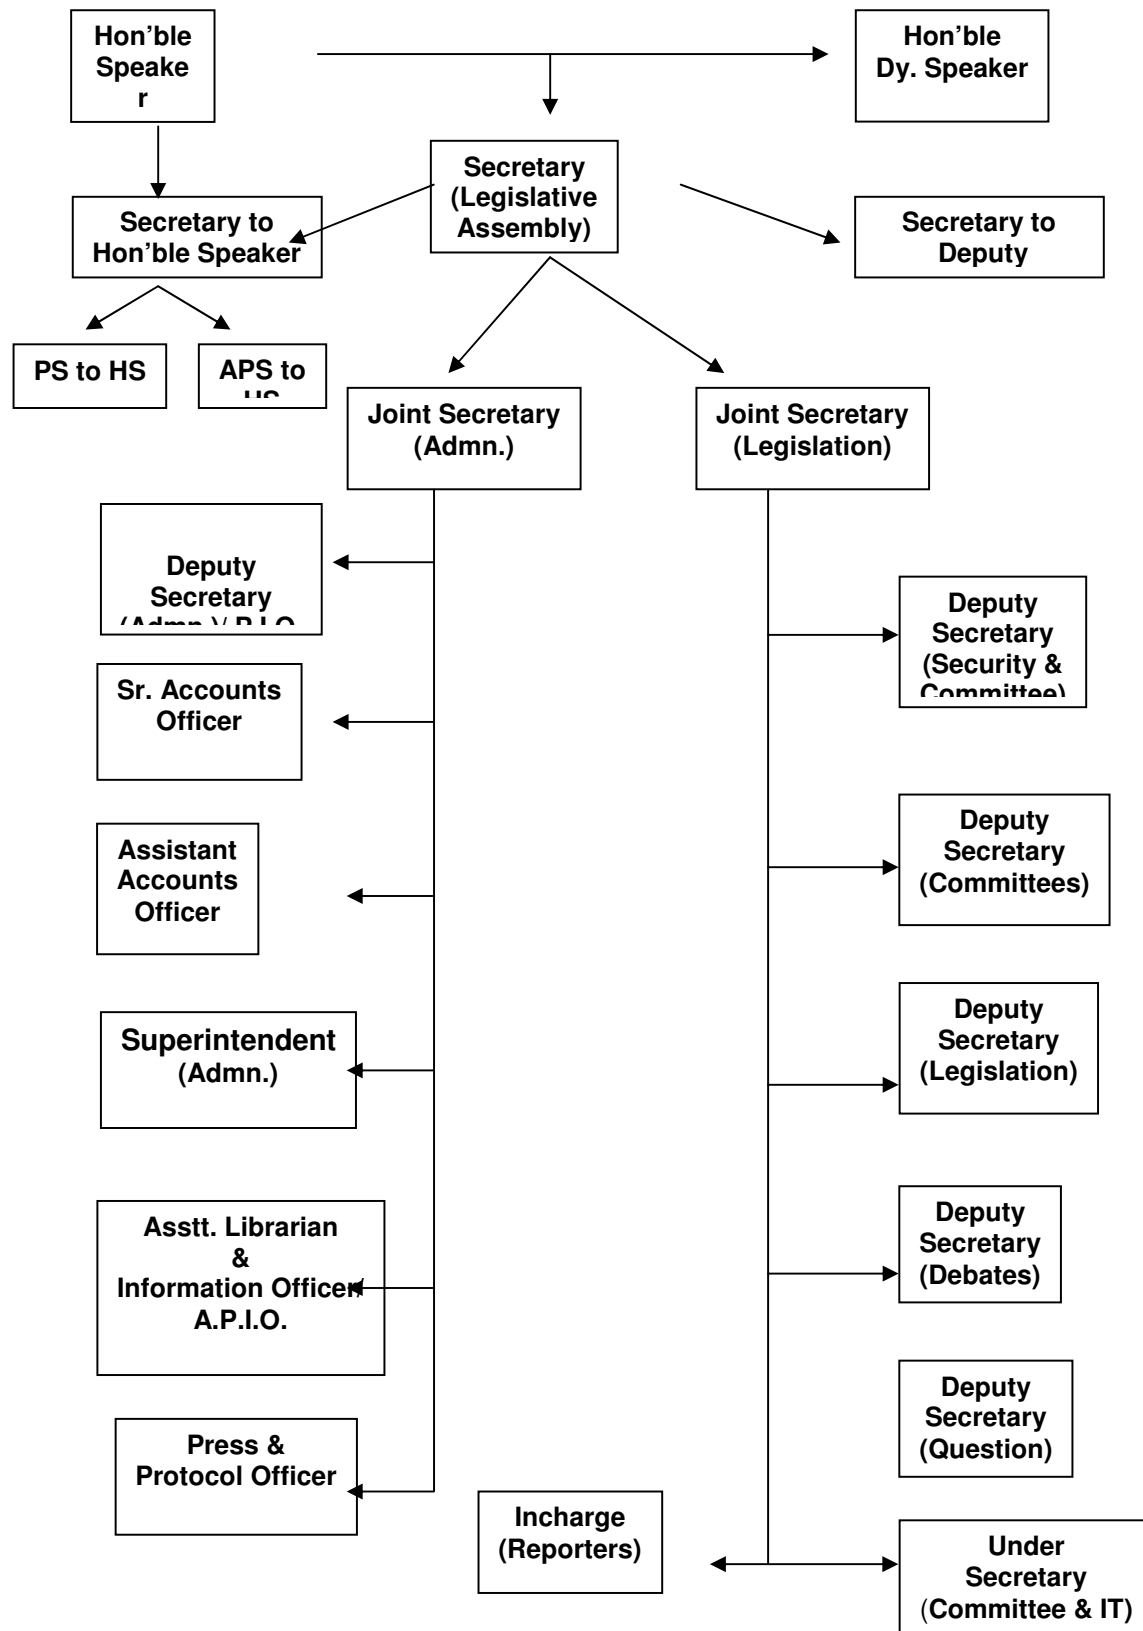 Hon'ble
Speake
r
Hon'ble
Dy. Speaker
Secretary
(Legislative
Assembly)
Secretary to
Hon'ble Speaker
Secretary to
Deputy
PS to HS
APS to
HS
Joint Secretary
(Admn.)
Joint Secretary
(Legislation)
Deputy
Secretary
(Admn.)/ P.I.O.
Deputy
Secretary
(Security &
Committee)
Sr. Accounts
Officer
Deputy
Secretary
(Committees)
Assistant
Accounts
Officer
Deputy
Secretary
(Legislation)
Superintendent
(Admn.)
Deputy
Secretary
(Debates)
Asstt. Librarian
&
Information Officer/
A.P.I.O.
Deputy
Secretary
(Question)
Press &
Protocol Officer
Incharge
(Reporters)
Under
Secretary
(Committee & IT)